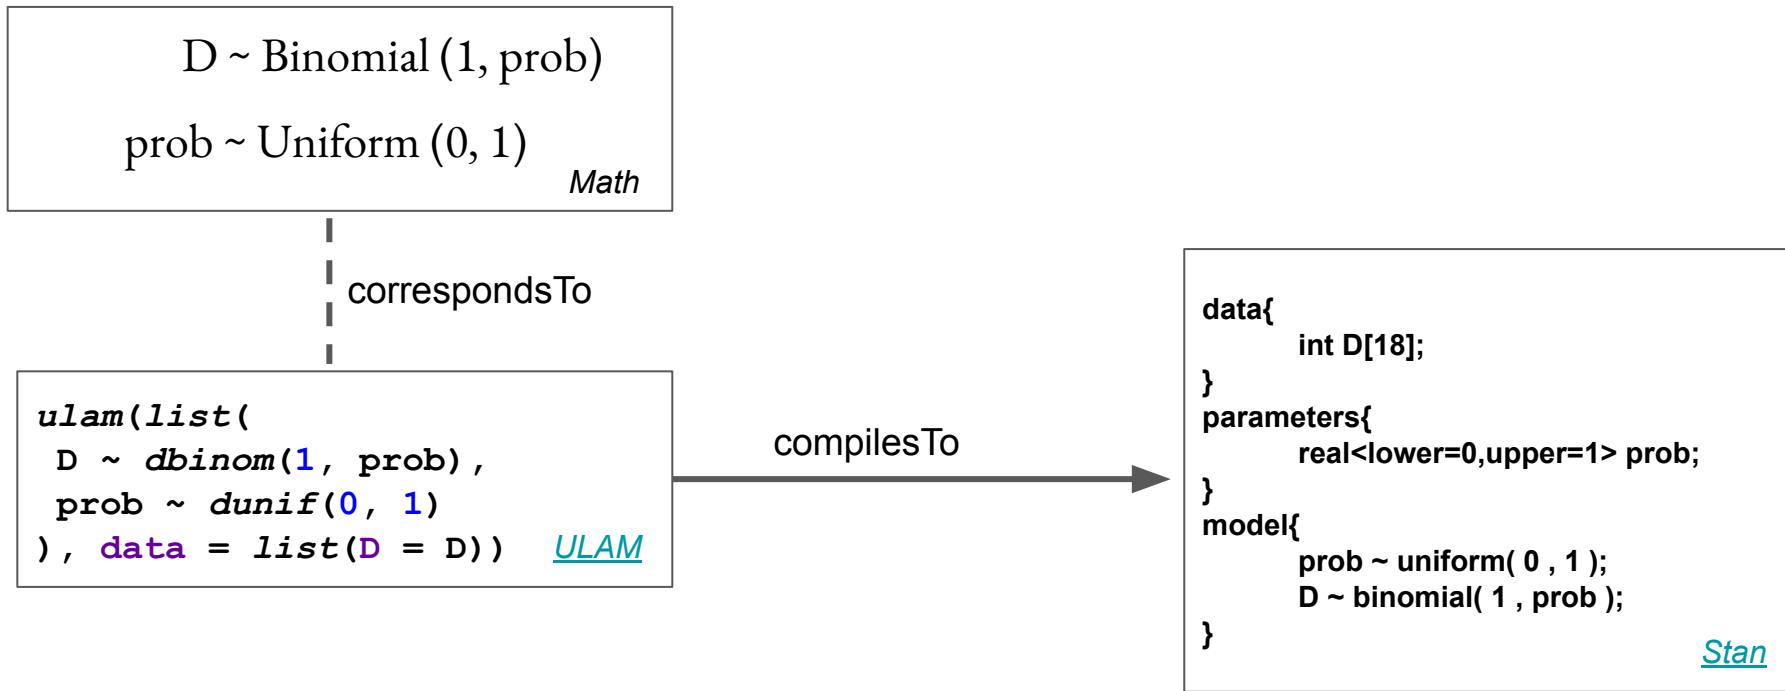 D ~ Binomial (1, prob)
prob ~ Uniform (0, 1)
Math
correspondsTo
ulam(list(
D ~ dbinom(1, prob),
prob ~ dunif(0, 1)
), data = list(D = D))
ULAM
compilesTo
data{
int D[18];
}
parameters{
real<lower=0,upper=1> prob;
}
model{
prob ~ uniform( 0 , 1 );
D ~ binomial( 1 , prob );
}
Stan